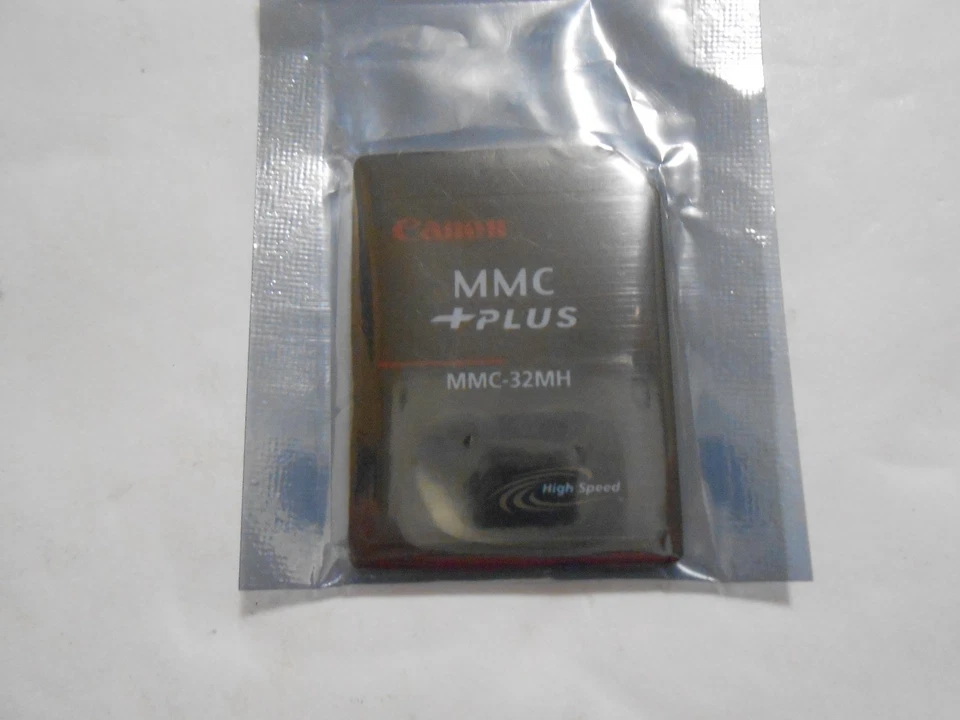 Canon
MMC
+PLUS
MMC-32MH
High Speed